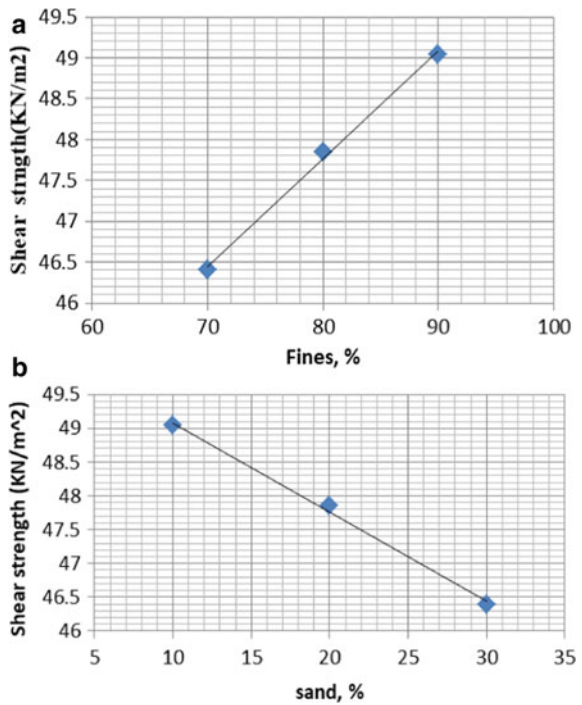 a
Shear strngth(KN/m2)
49.5
49
48.5
48
47.5
47
46.5
46
60 70 80 90 100
Fines, %
b
Shear strength (KN/m^2)
49.5
49
48.5
48
47.5
47
46.5
46
5 10 15 20 25 30 35
sand, %